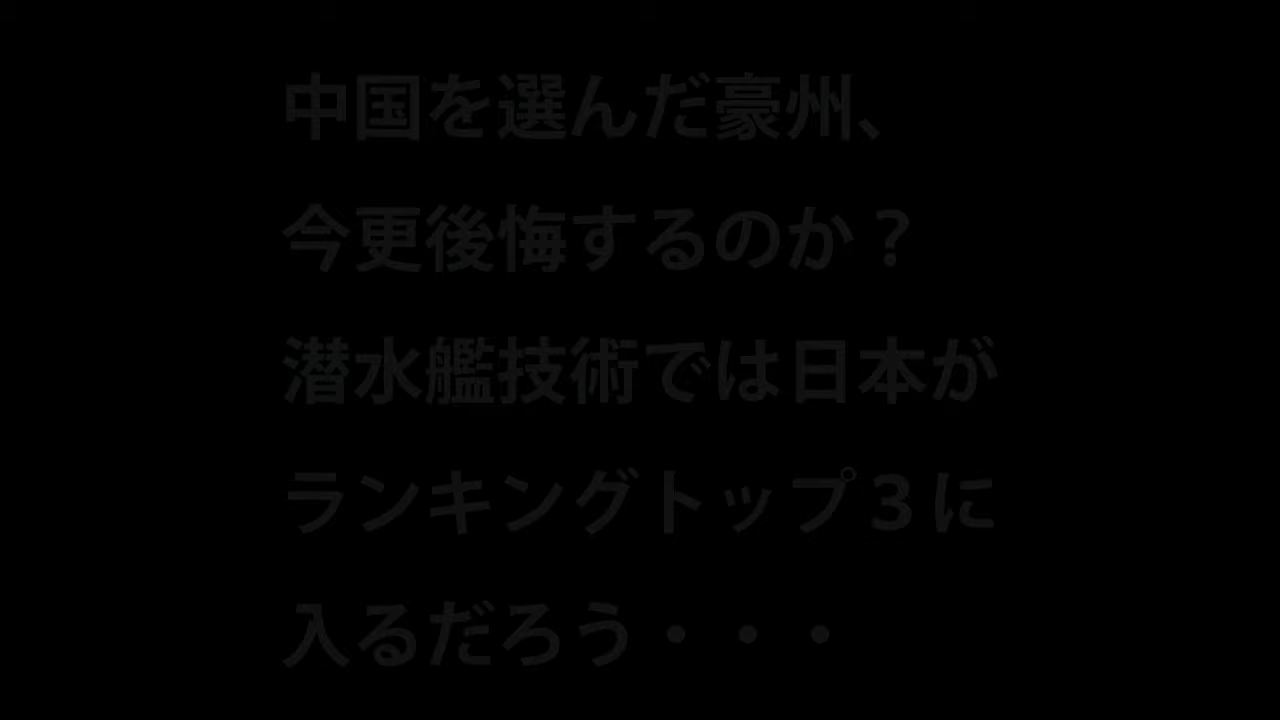 中国を選んだ豪州、
今更後悔するのか？
潜水艦技術では日本が
ランキングトップ３に
入るだろう・・・